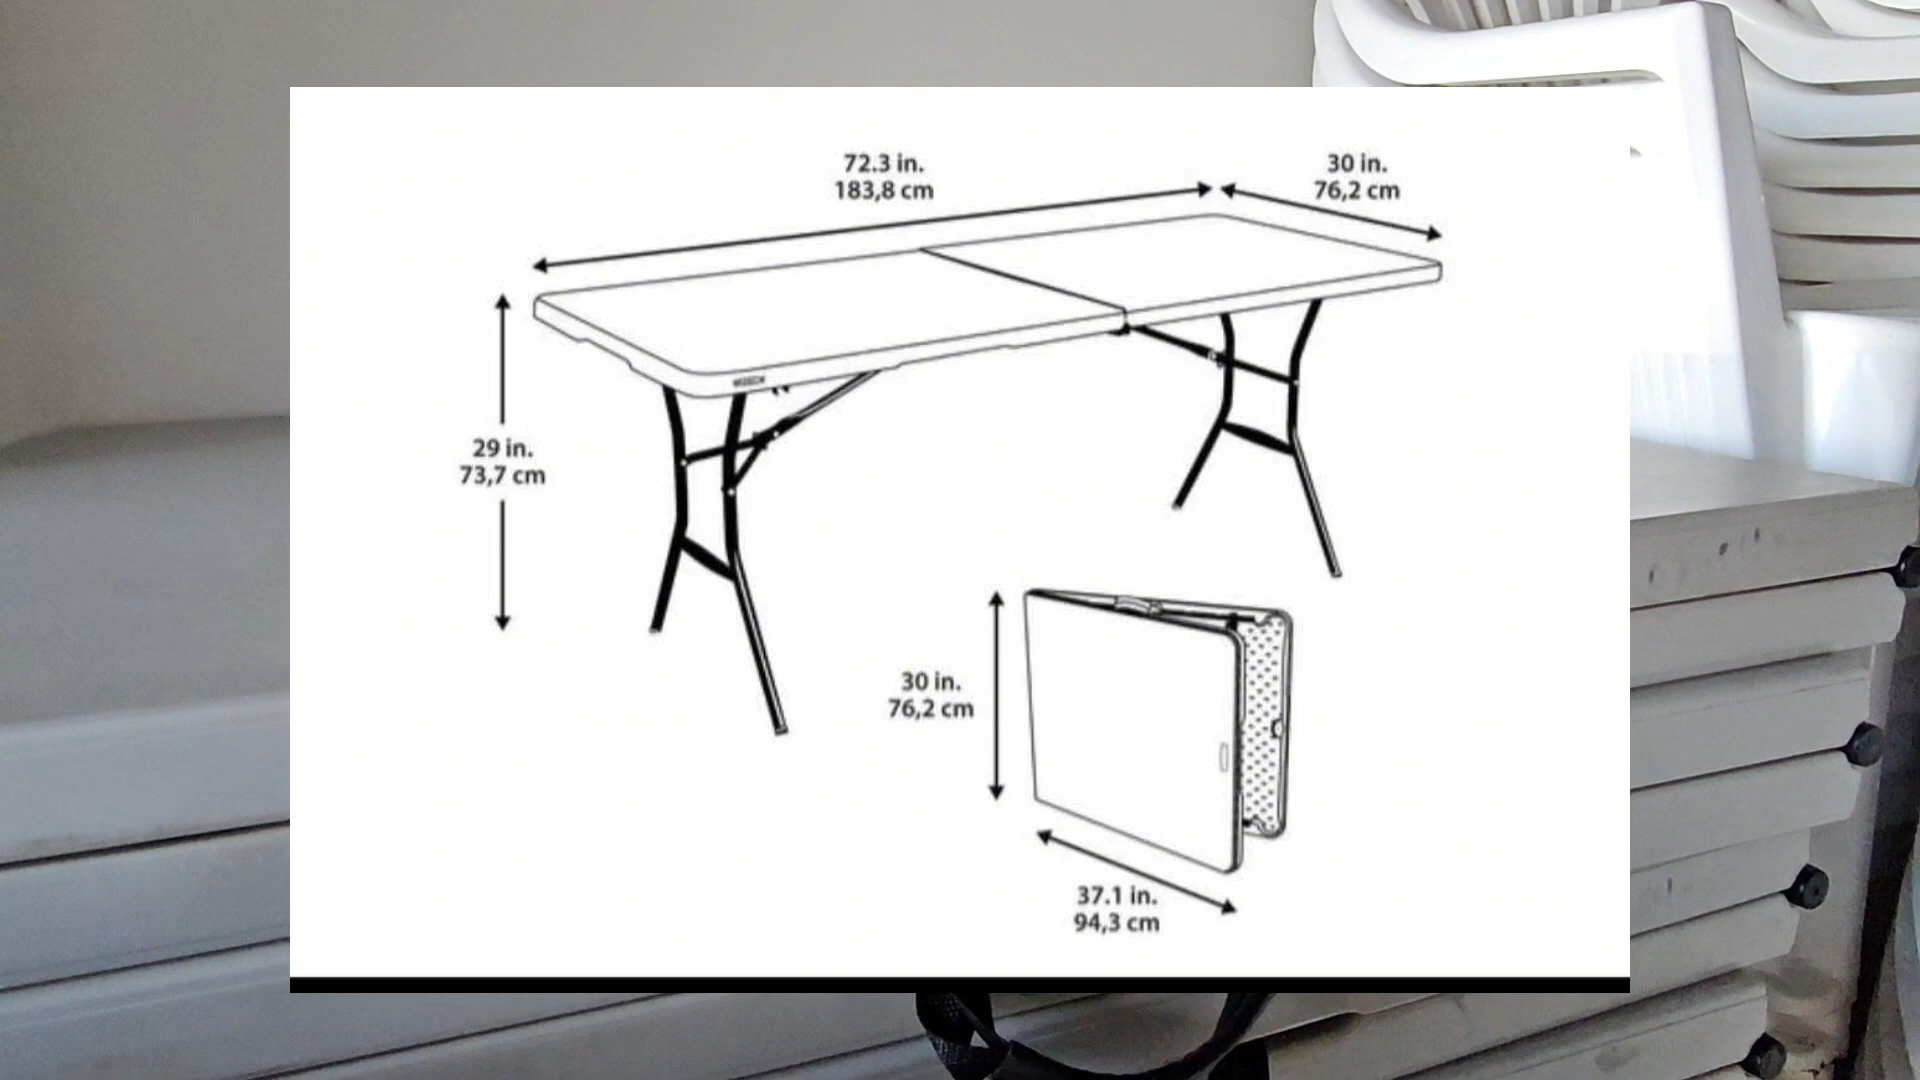 72.3 in.
183,8 cm
30 in.
76,2 cm
29 in.
73,7 cm
30 in.
76,2 cm
37.1 in.
94,3 cm